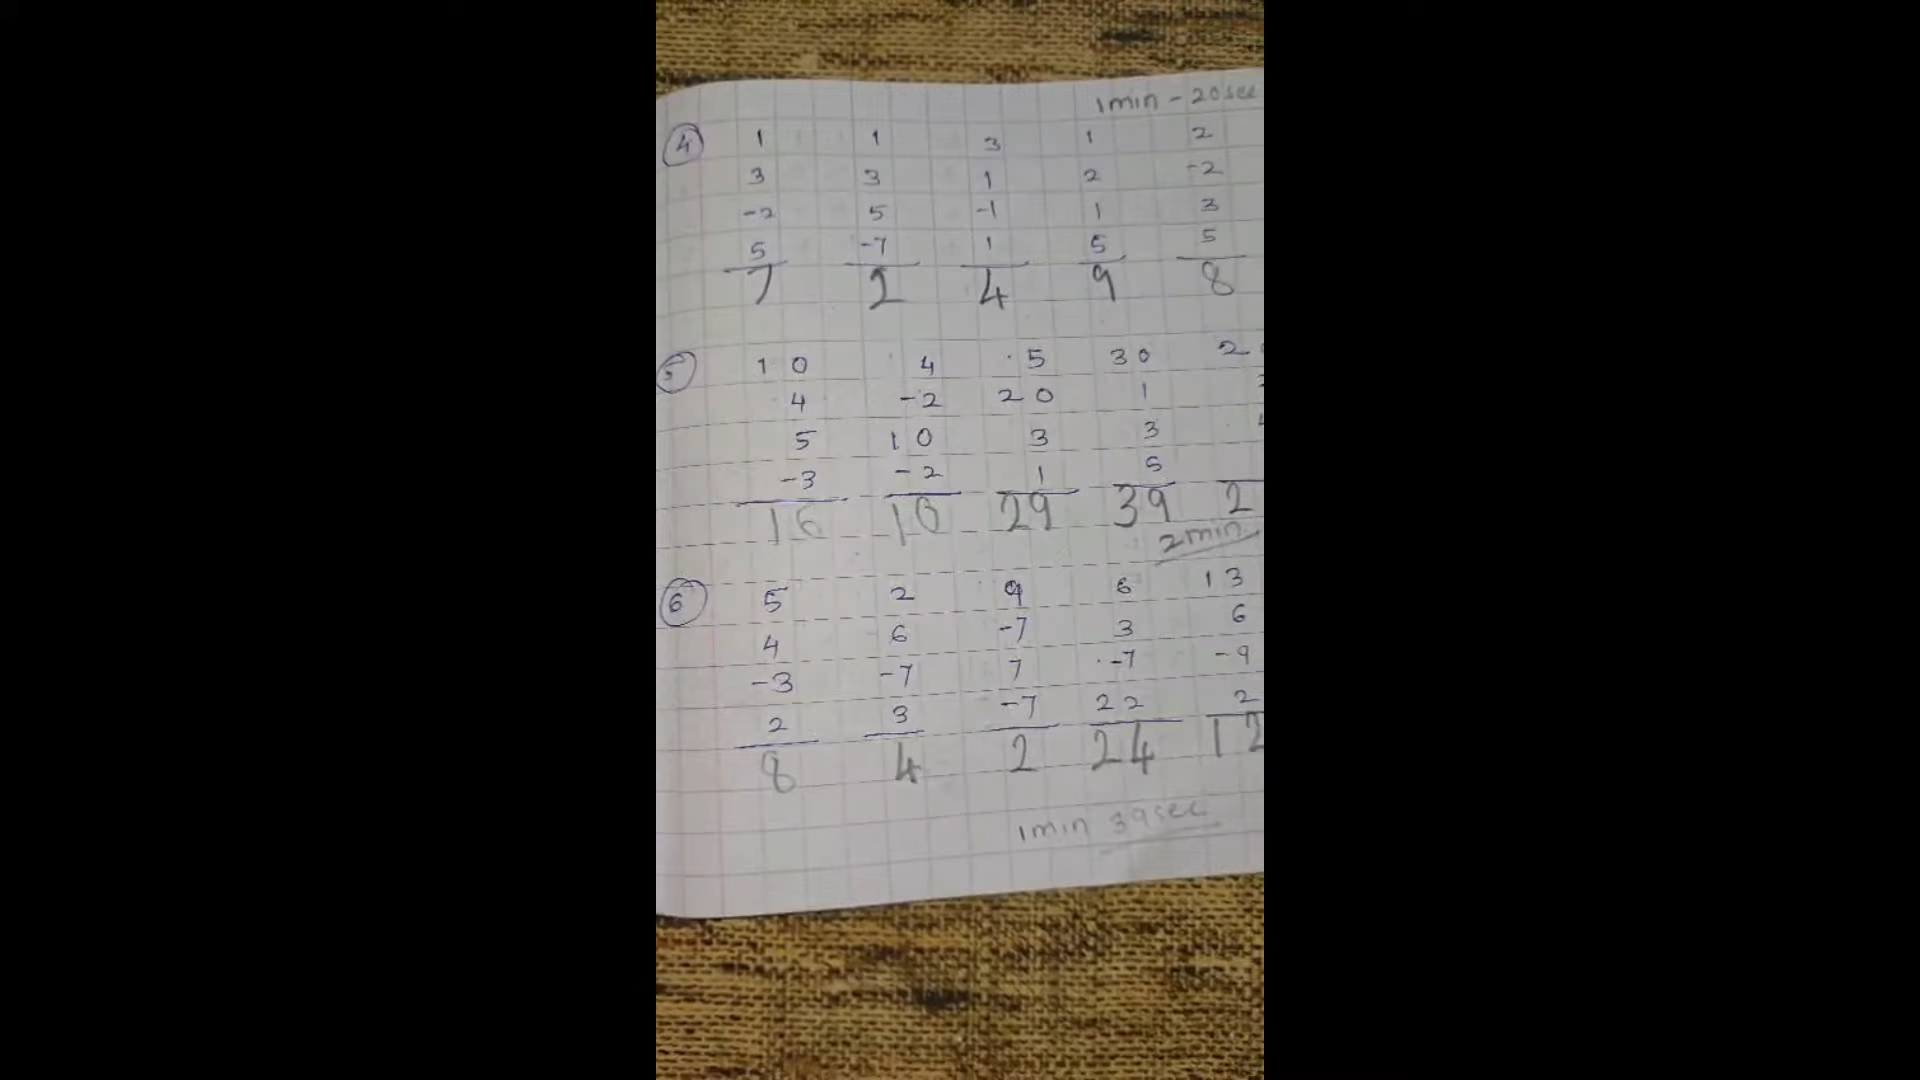 1min - 20sec
4 1 1 3 1 2
3 3 1 2 -2
-2 5 -1 1 3
5 -7 1 5 5
7 2 4 9 8
5 10 4 5 30 2
4 -2 20 1
5 10 3 3
-3 -2 1 5
16 10 29 39 2
2min
6 5 2 9 6 13
4 6 -7 3 6
-3 -7 7 -7 -9
2 3 -7 22 2
8 4 2 24 12
1min 39sec